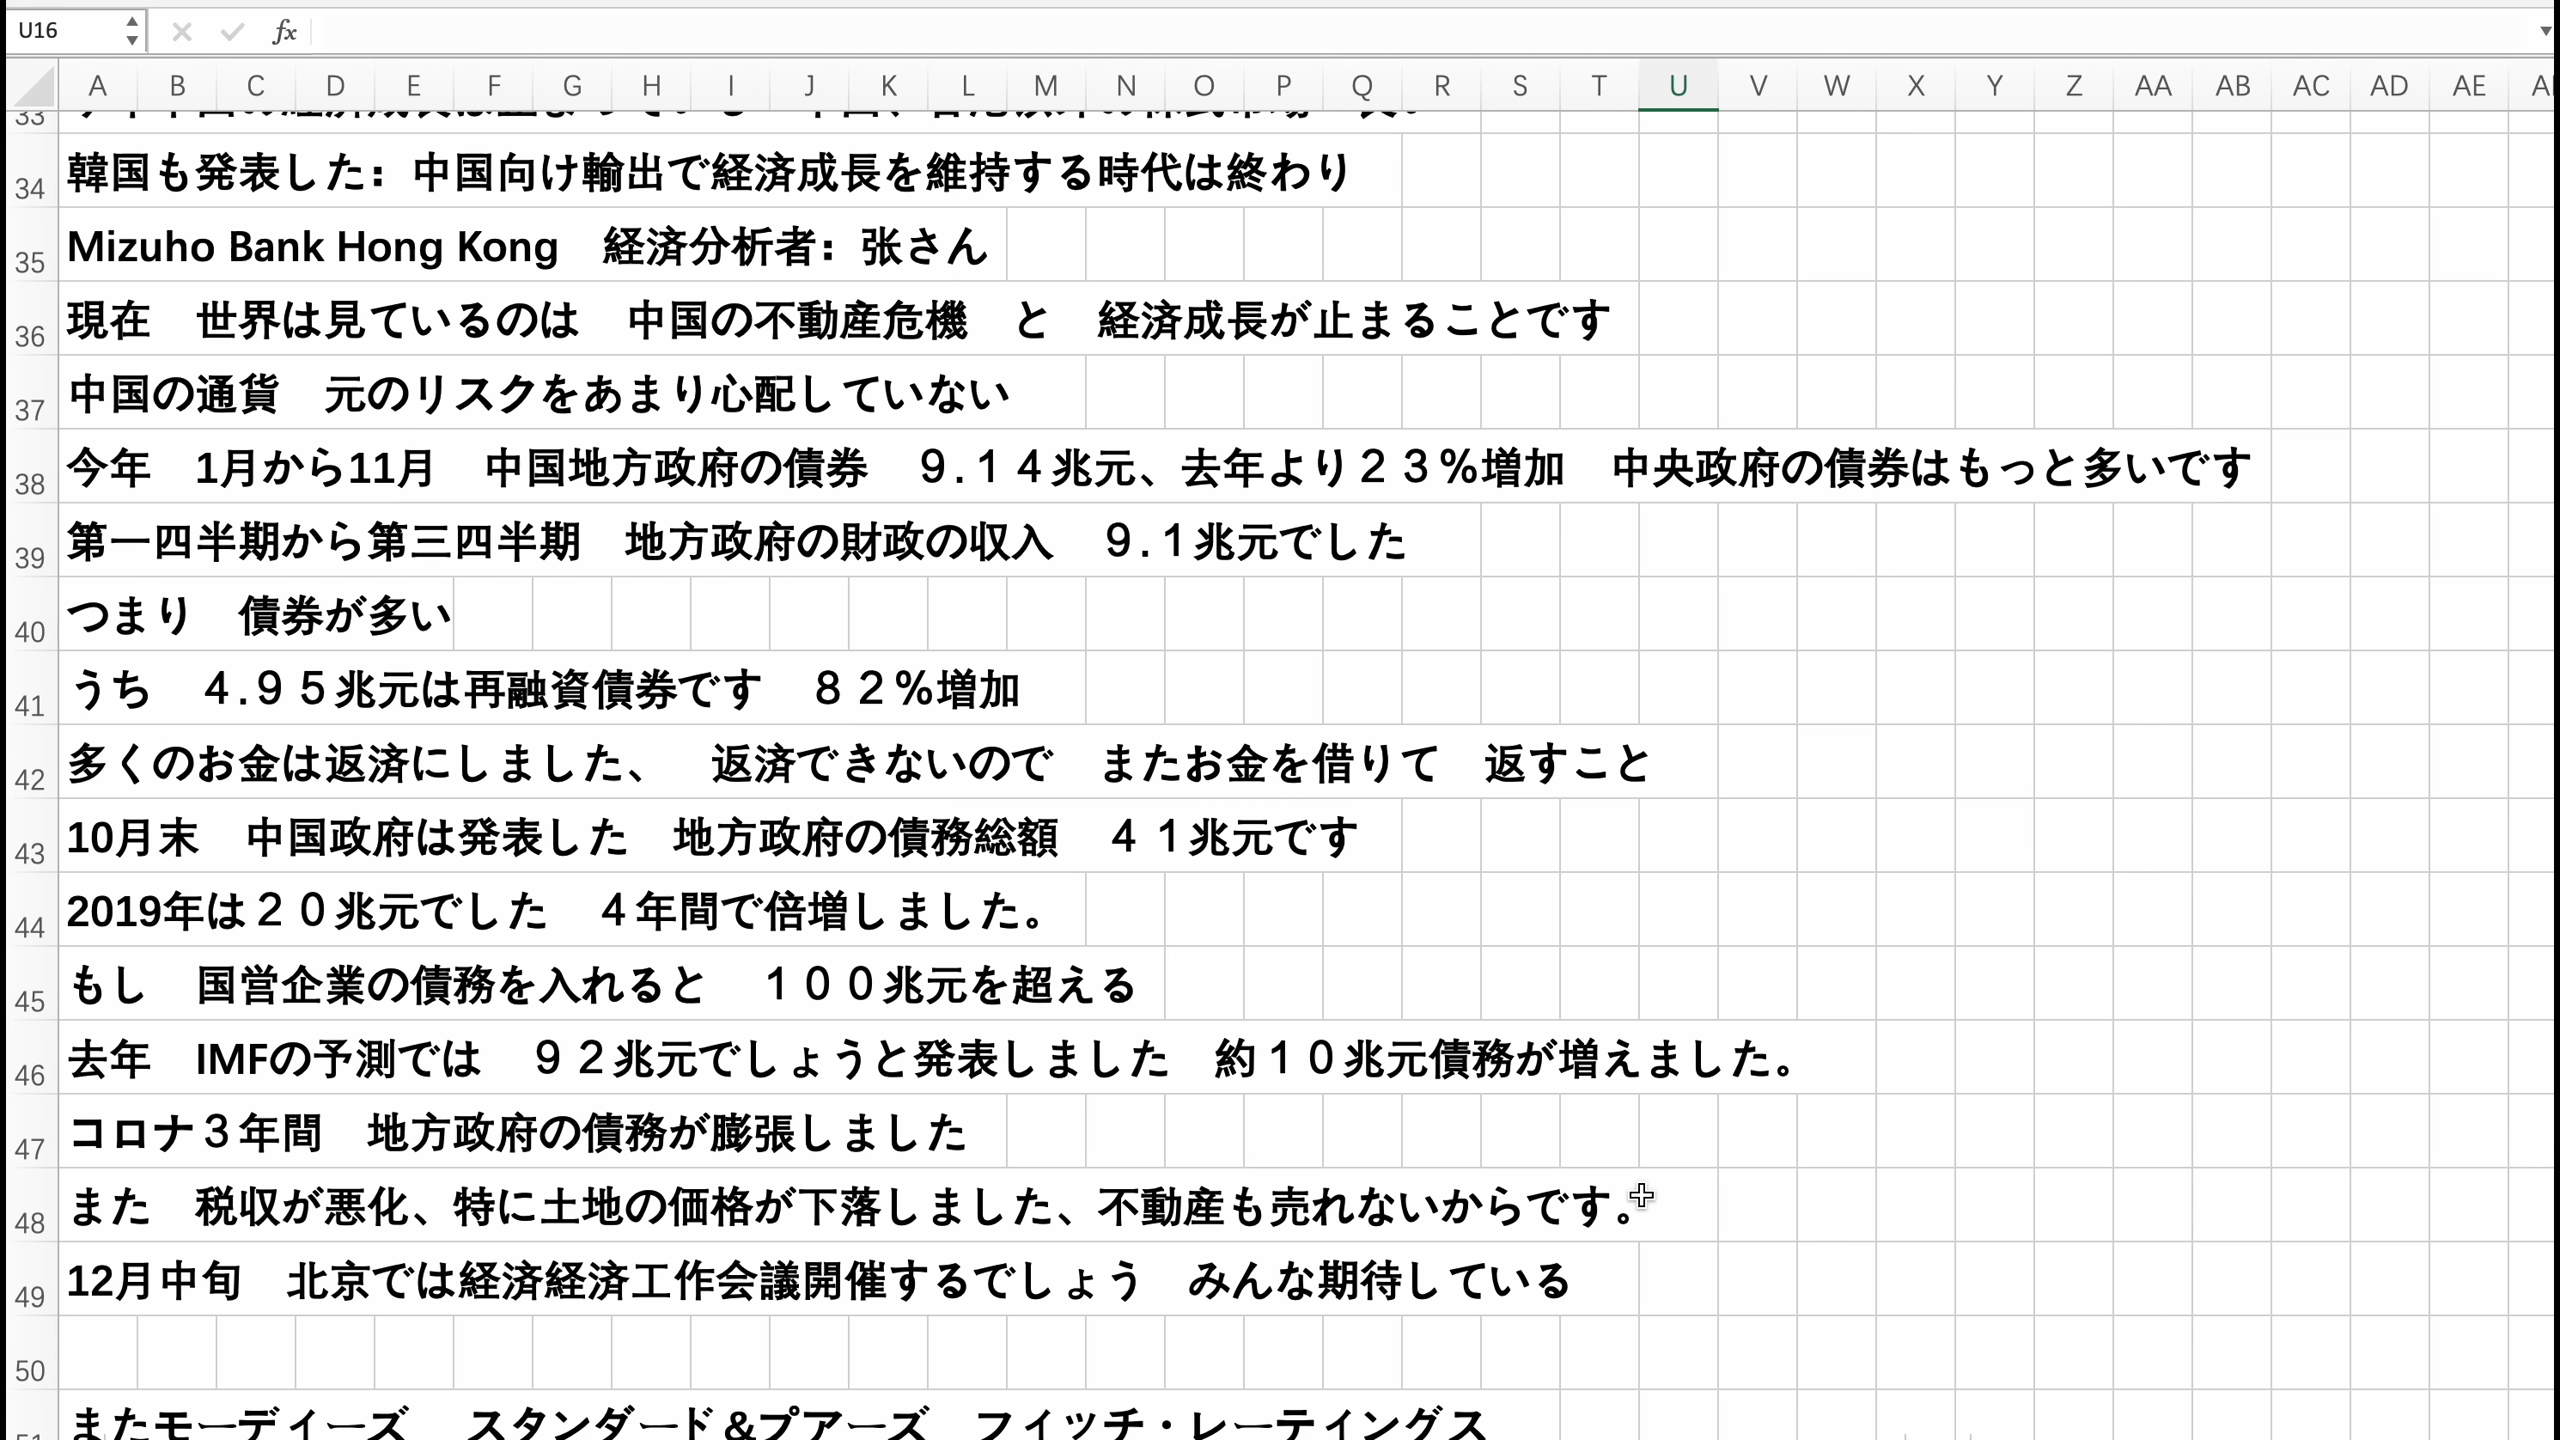 U16
fx
A B C D E F G H I J K L M N O P Q R S T U V W X Y Z AA AB AC AD AE
33
34 韓国も発表した：中国向け輸出で経済成長を維持する時代は終わり
35 Mizuho Bank Hong Kong　経済分析者：张さん
36 現在　世界は見ているのは　中国の不動産危機　と　経済成長が止まることです
37 中国の通貨　元のリスクをあまり心配していない
38 今年　1月から11月　中国地方政府の債券　９.１４兆元、去年より２３%増加　中央政府の債券はもっと多いです
39 第一四半期から第三四半期　地方政府の財政の収入　９.１兆元でした
40 つまり　債券が多い
41 うち　４.９５兆元は再融資債券です　８２%増加
42 多くのお金は返済にしました、　返済できないので　またお金を借りて　返すこと
43 10月末　中国政府は発表した　地方政府の債務総額　４１兆元です
44 2019年は２０兆元でした　４年間で倍増しました。
45 もし　国営企業の債務を入れると　１００兆元を超える
46 去年　IMFの予測では　９２兆元でしょうと発表しました　約１０兆元債務が増えました。
47 コロナ３年間　地方政府の債務が膨張しました
48 また　税収が悪化、特に土地の価格が下落しました、不動産も売れないからです。
49 12月中旬　北京では経済経済工作会議開催するでしょう　みんな期待している
50
51 またモーディーズ　スタンダード＆プアーズ　フィッチ・レーティングス